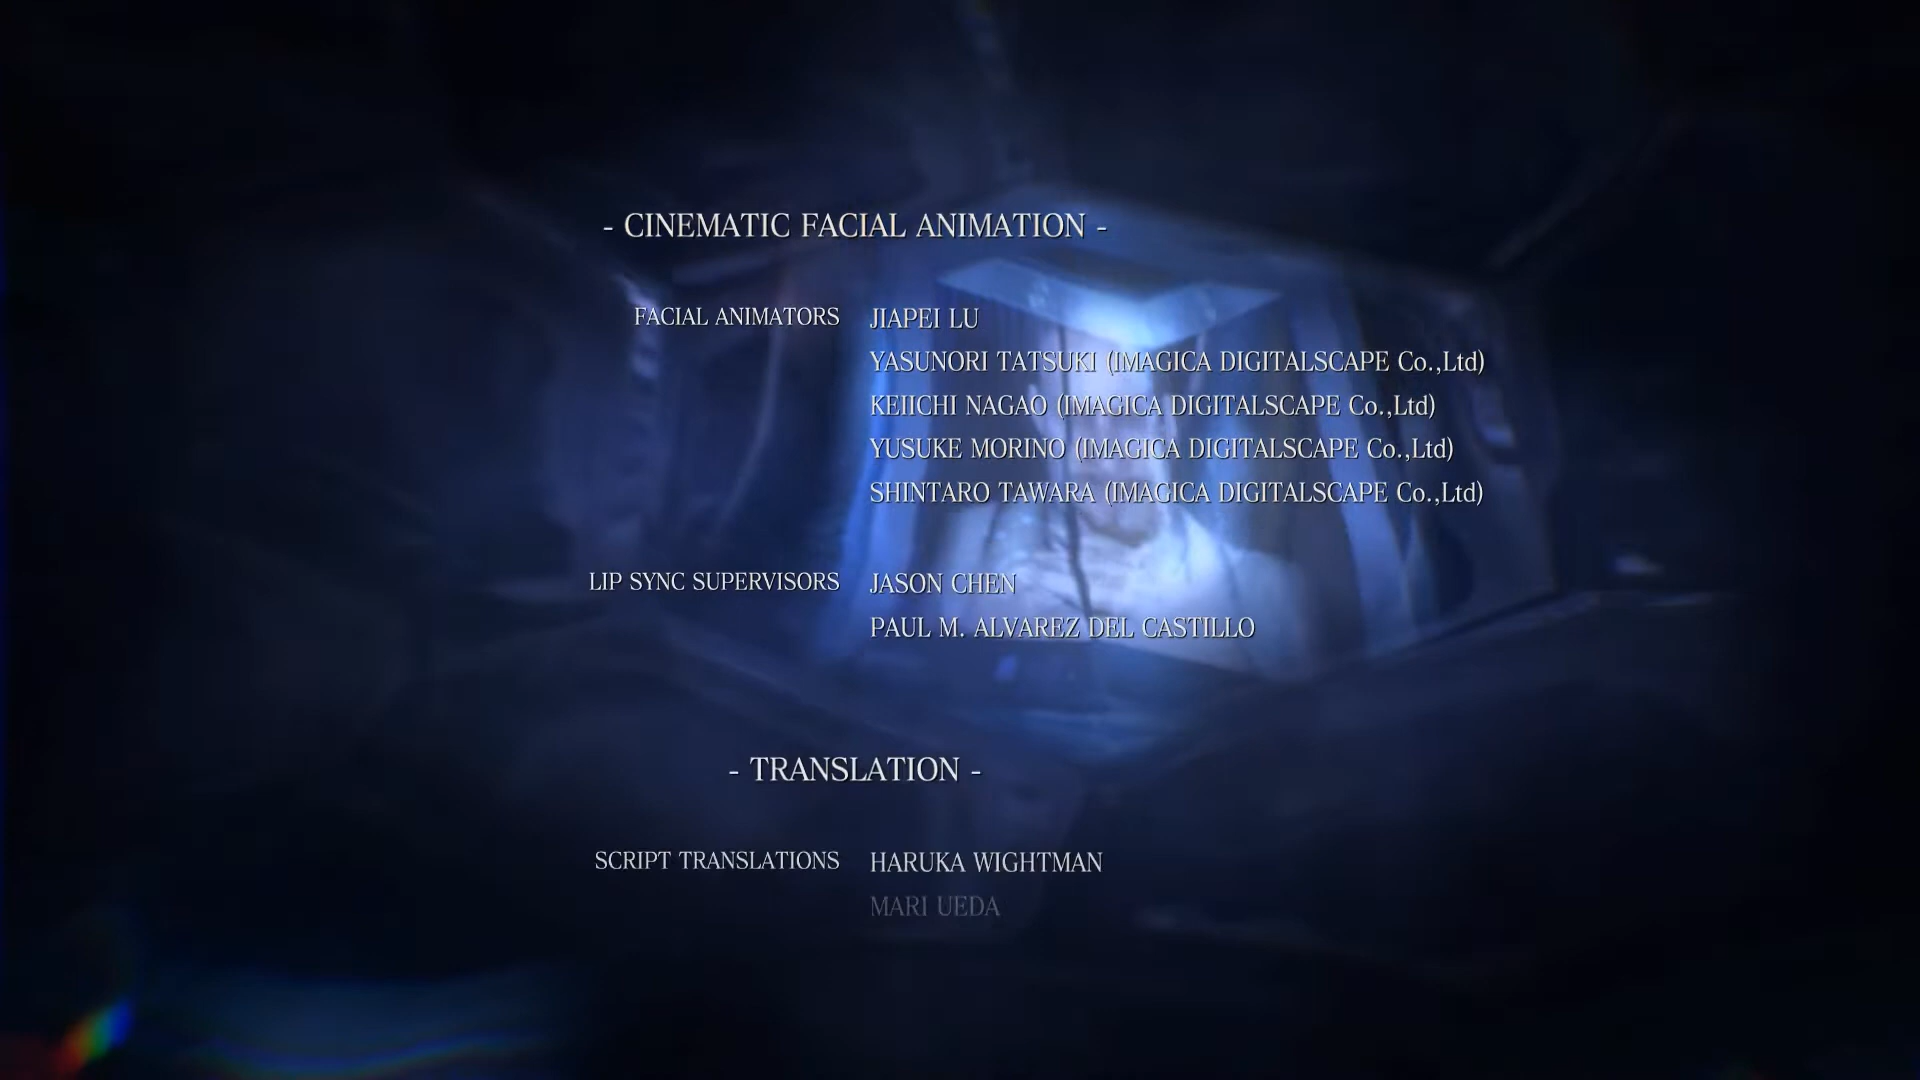 - CINEMATIC FACIAL ANIMATION -
FACIAL ANIMATORS JIAPEI LU
YASUNORI TATSUKI (IMAGICA DIGITALSCAPE Co.,Ltd)
KEIICHI NAGAO (IMAGICA DIGITALSCAPE Co.,Ltd)
YUSUKE MORINO (IMAGICA DIGITALSCAPE Co.,Ltd)
SHINTARO TAWARA (IMAGICA DIGITALSCAPE Co.,Ltd)
LIP SYNC SUPERVISORS JASON CHEN
PAUL M. ALVAREZ DEL CASTILLO
- TRANSLATION -
SCRIPT TRANSLATIONS HARUKA WIGHTMAN
MARI UEDA